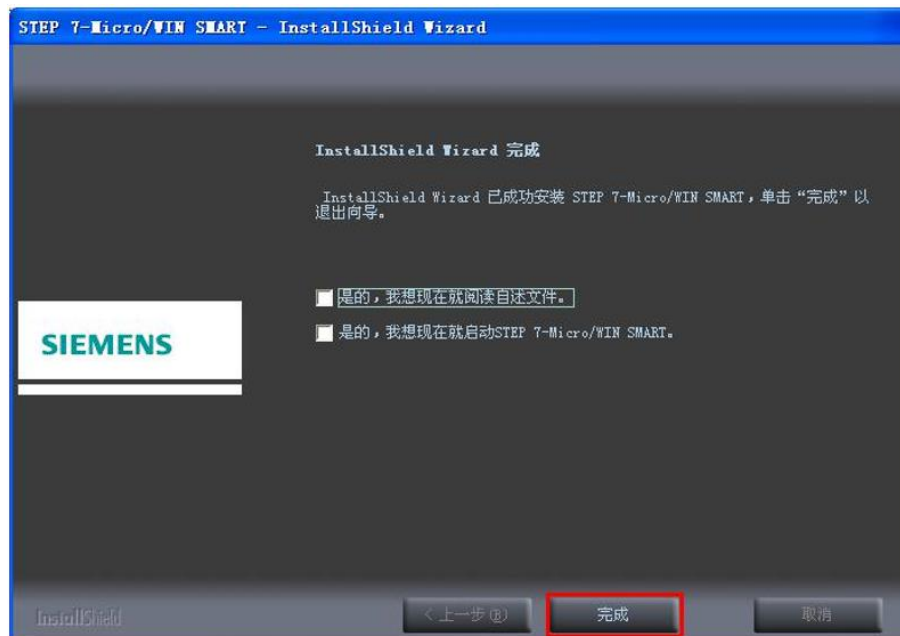 STEP 7-Micro/WIN SMART - InstallShield Wizard
InstallShield Wizard 完成
InstallShield Wizard 已成功安装 STEP 7-Micro/WIN SMART，单击“完成”以
退出向导。
是的，我想现在就阅读自述文件。
SIEMENS
是的，我想现在就启动STEP 7-Micro/WIN SMART。
InstallShield
< 上一步(B)
完成
取消